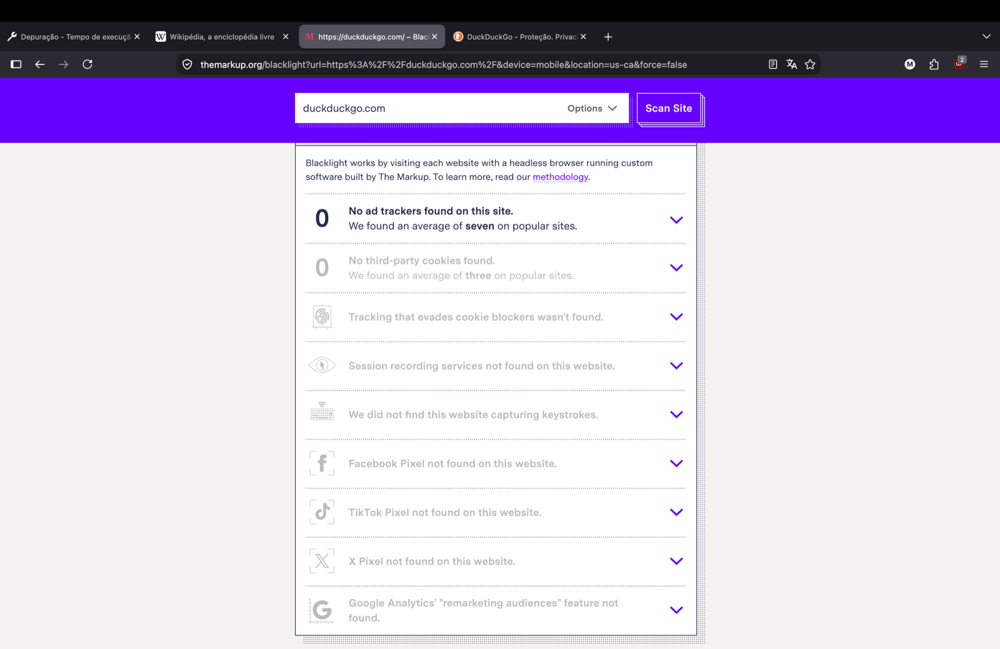 Depuração - Tempo de execuçã
Wikipédia, a enciclopédia livre
https://duckduckgo.com/ – Blac
DuckDuckGo - Proteção. Privac
themarkup.org/blacklight?url=https%3A%2F%2Fduckduckgo.com%2F&device=mobile&location=us-ca&force=false
M
2
duckduckgo.com
Options
Scan Site
Blacklight works by visiting each website with a headless browser running custom
software built by The Markup. To learn more, read our methodology.
0
No ad trackers found on this site.
We found an average of seven on popular sites.
0
No third-party cookies found.
We found an average of three on popular sites.
Tracking that evades cookie blockers wasn't found.
Session recording services not found on this website.
We did not find this website capturing keystrokes.
Facebook Pixel not found on this website.
TikTok Pixel not found on this website.
X Pixel not found on this website.
Google Analytics' "remarketing audiences" feature not
found.